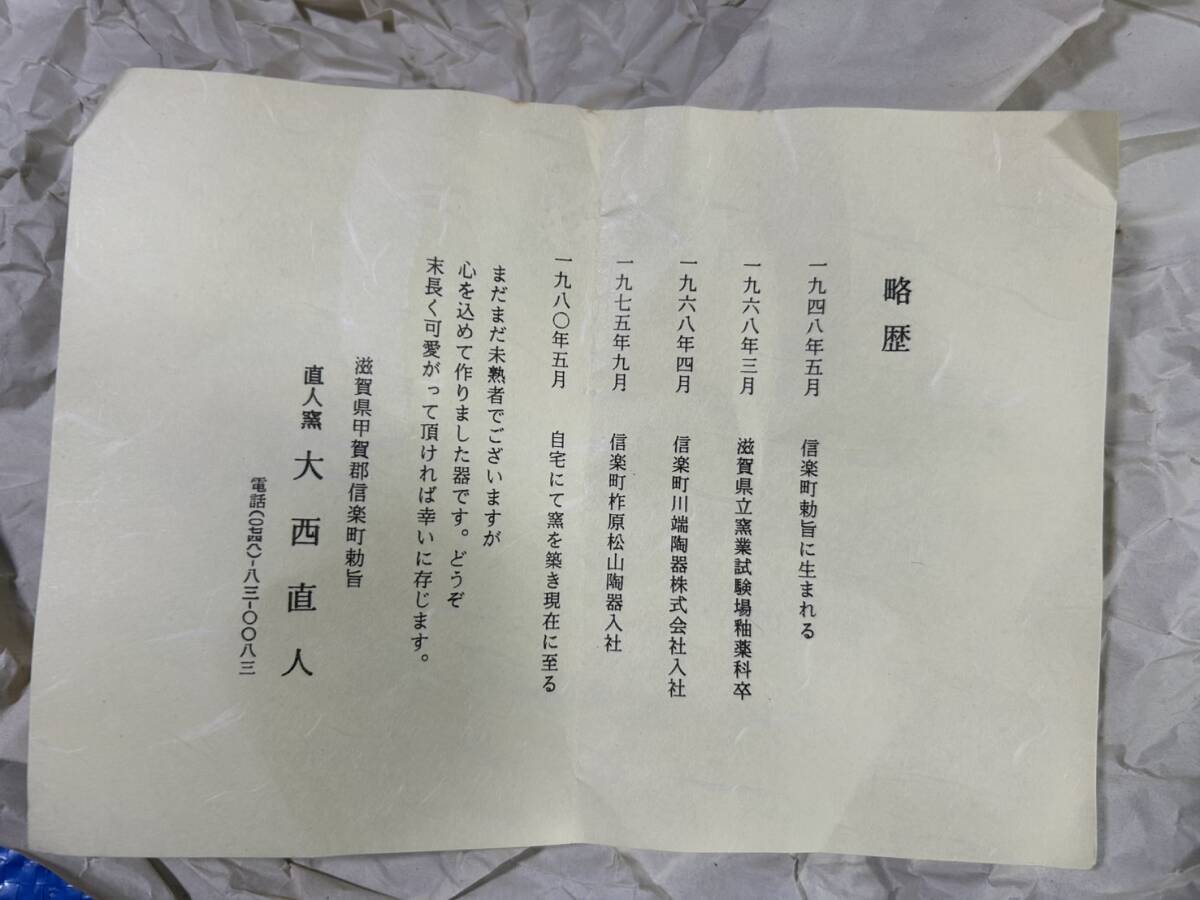 略歴
一九四八年五月 信楽町勅旨に生まれる
一九六八年三月 滋賀県立窯業試験場釉薬科卒
一九六八年四月 信楽町川端陶器株式会社入社
一九七五年九月 信楽町柞原松山陶器入社
一九八〇年五月 自宅にて窯を築き現在に至る
まだまだ未熟者でございますが
心を込めて作りました器です。どうぞ
末長く可愛がって頂ければ幸いに存じます。
滋賀県甲賀郡信楽町勅旨
直人窯 大西直人
電話(〇七四八)-八三-〇〇八三